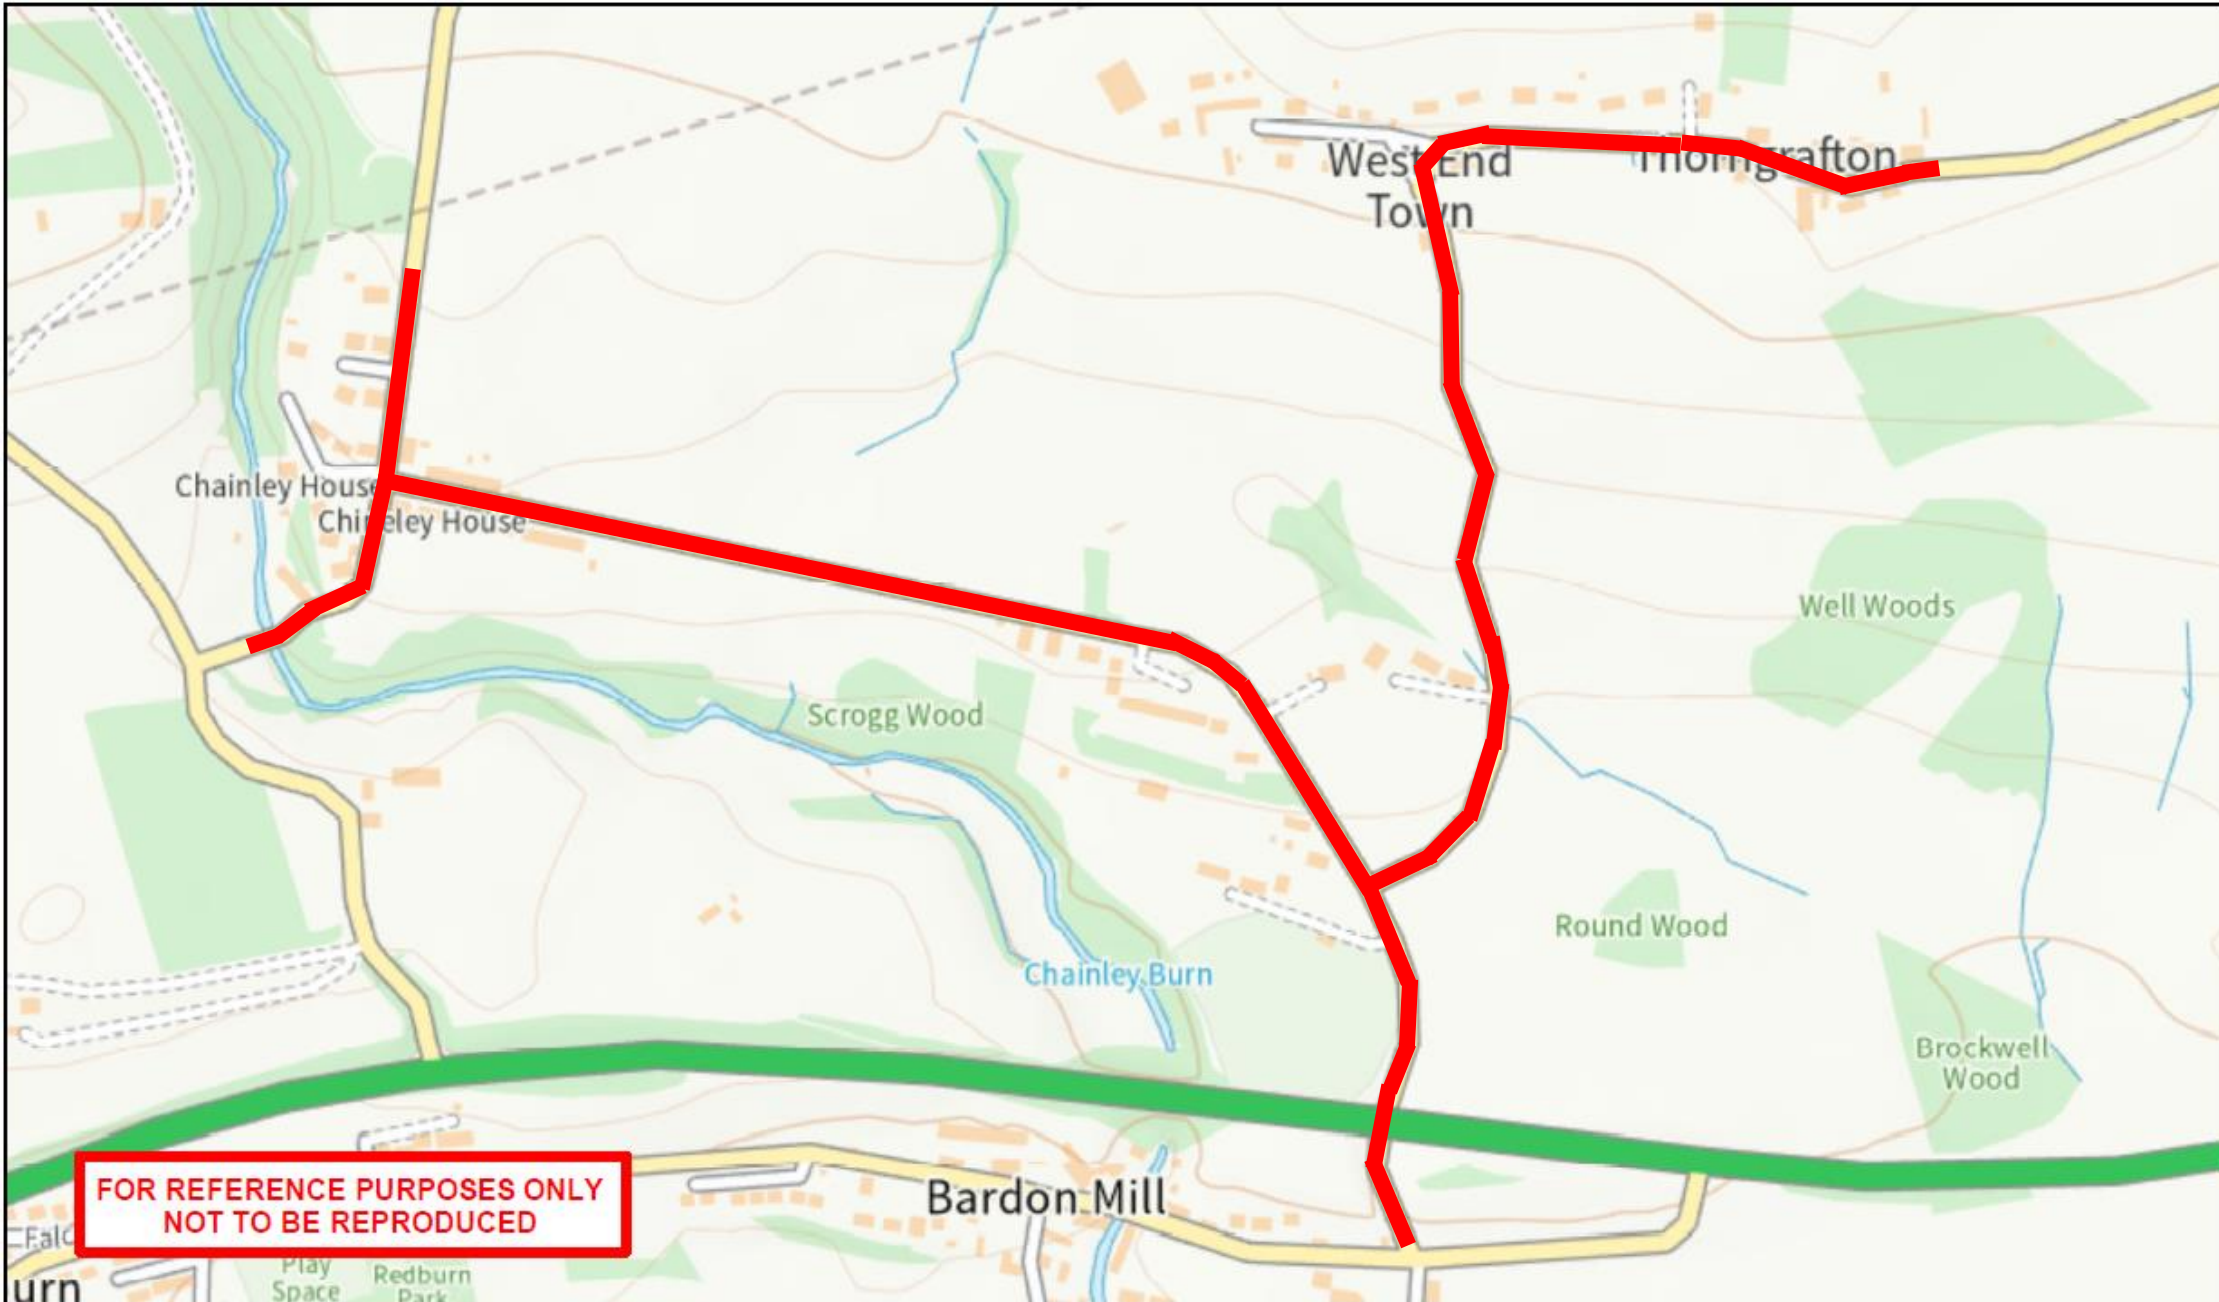 West End
Town
Thorngrafton
Chainley House
Chineley House
Well Woods
Scrogg Wood
Round Wood
Chainley Burn
Brockwell
Wood
FOR REFERENCE PURPOSES ONLY
NOT TO BE REPRODUCED
Bardon Mill
Falc
Play
Space
Redburn
Park
urn